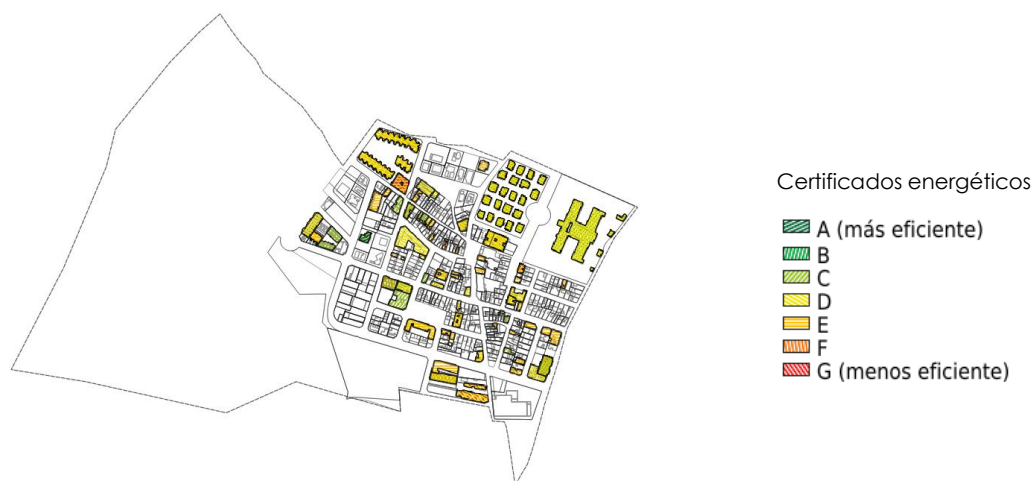 Certificados energéticos
A (más eficiente)
B
C
D
E
F
G (menos eficiente)